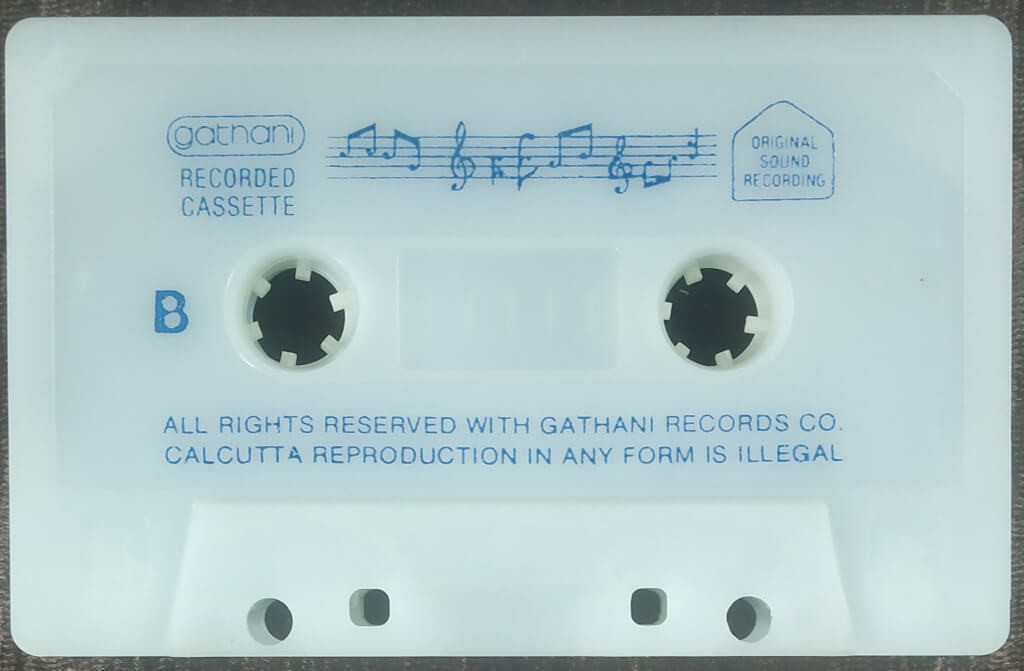 gathani
RECORDED
CASSETTE
ORIGINAL
SOUND
RECORDING
B
ALL RIGHTS RESERVED WITH GATHANI RECORDS CO.
CALCUTTA REPRODUCTION IN ANY FORM IS ILLEGAL